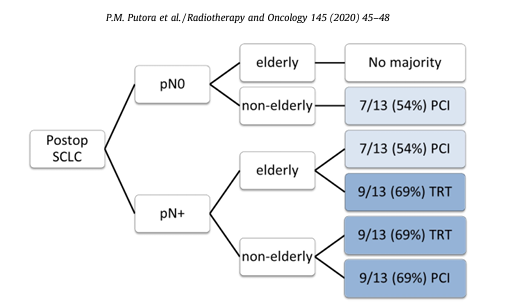 P.M. Putora et al. / Radiotherapy and Oncology 145 (2020) 45–48
elderly
No majority
pN0
non-elderly
7/13 (54%) PCI
Postop
SCLC
7/13 (54%) PCI
elderly
9/13 (69%) TRT
pN+
9/13 (69%) TRT
non-elderly
9/13 (69%) PCI